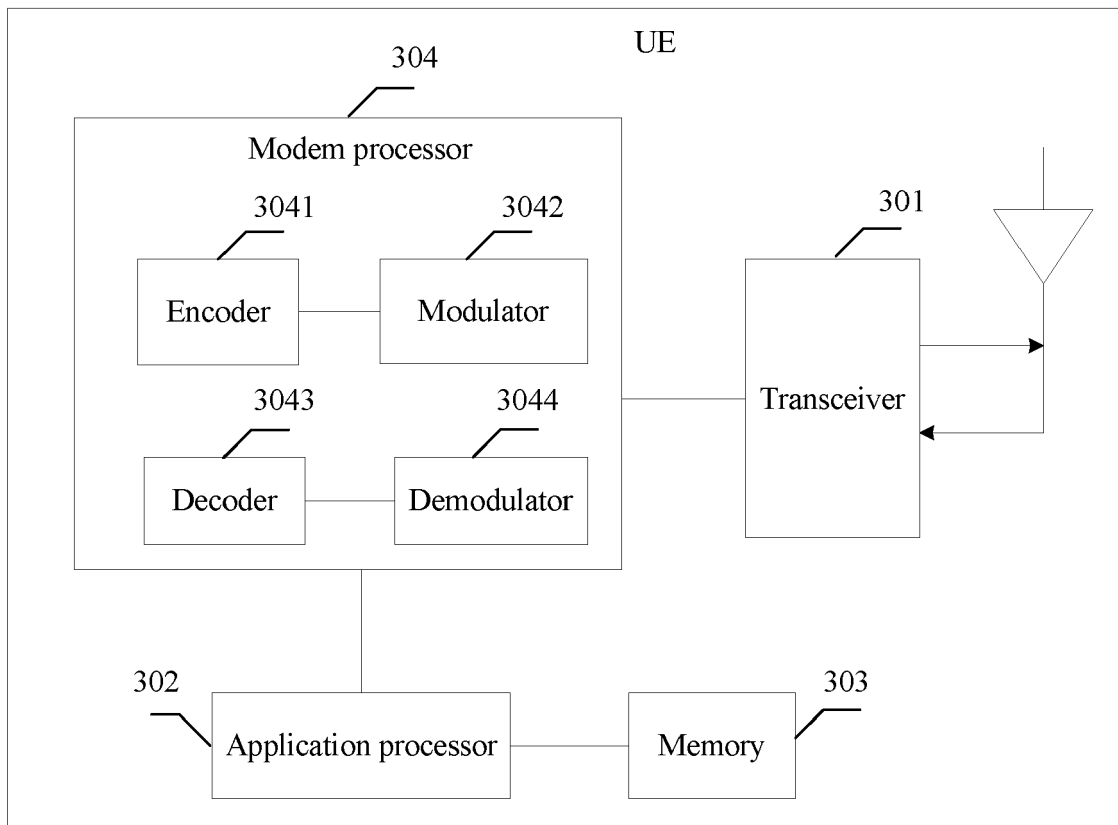 UE
304
Modem processor
3041
3042
301
Encoder
Modulator
Transceiver
3043
3044
Decoder
Demodulator
302
303
Application processor
Memory